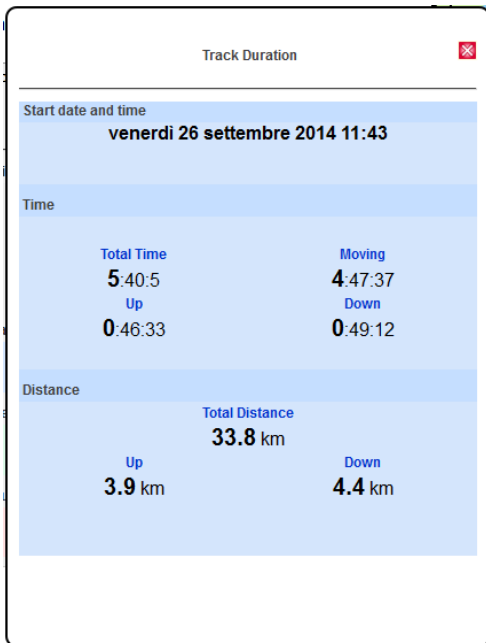 Track Duration
Start date and time
venerdì 26 settembre 2014 11:43
Time
Total Time Moving
5:40:5 4:47:37
Up Down
0:46:33 0:49:12
Distance
Total Distance
33.8 km
Up Down
3.9 km 4.4 km